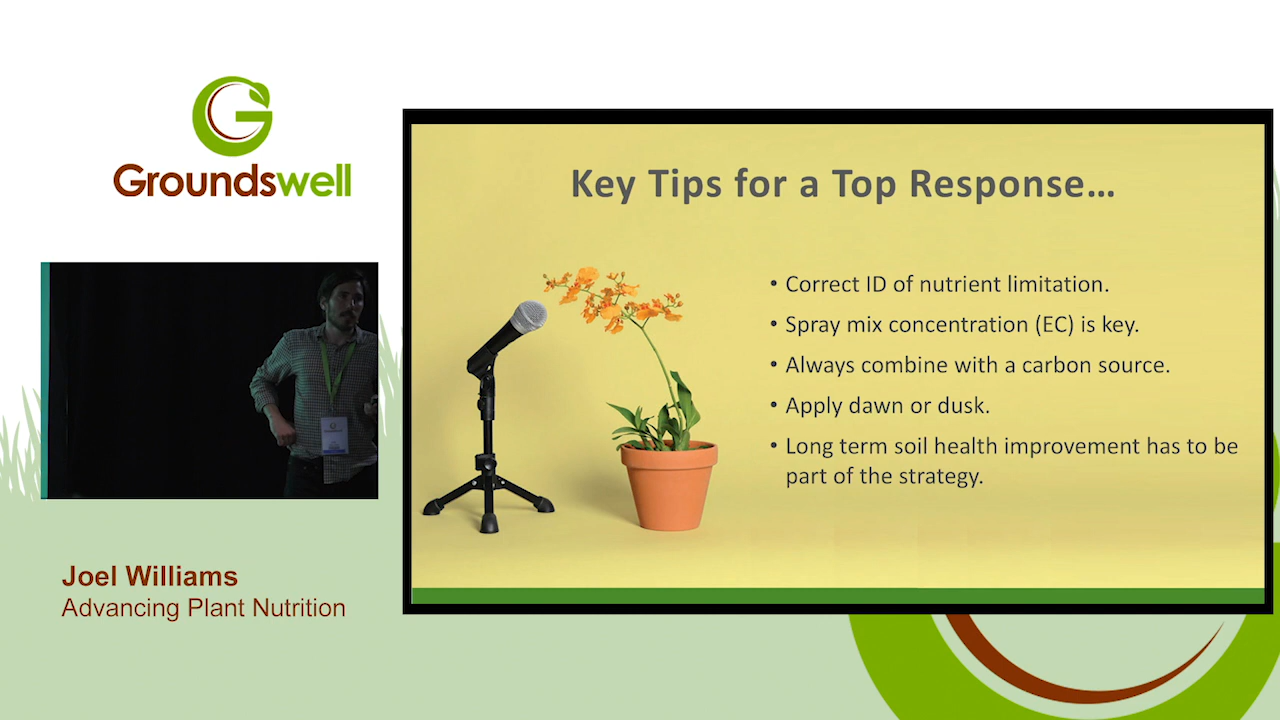 Groundswell
Joel Williams
Advancing Plant Nutrition
Key Tips for a Top Response…
• Correct ID of nutrient limitation.
• Spray mix concentration (EC) is key.
• Always combine with a carbon source.
• Apply dawn or dusk.
• Long term soil health improvement has to be
part of the strategy.